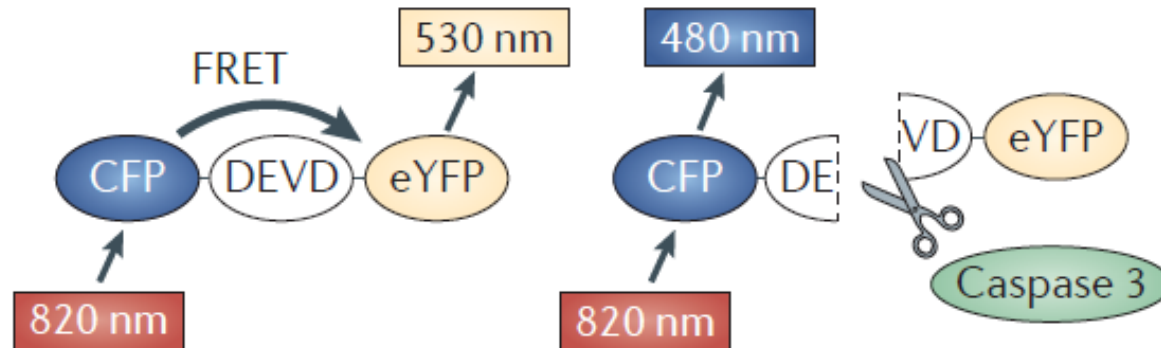 530 nm
480 nm
FRET
CFP DEVD eYFP
CFP DE VD eYFP
820 nm
820 nm
Caspase 3